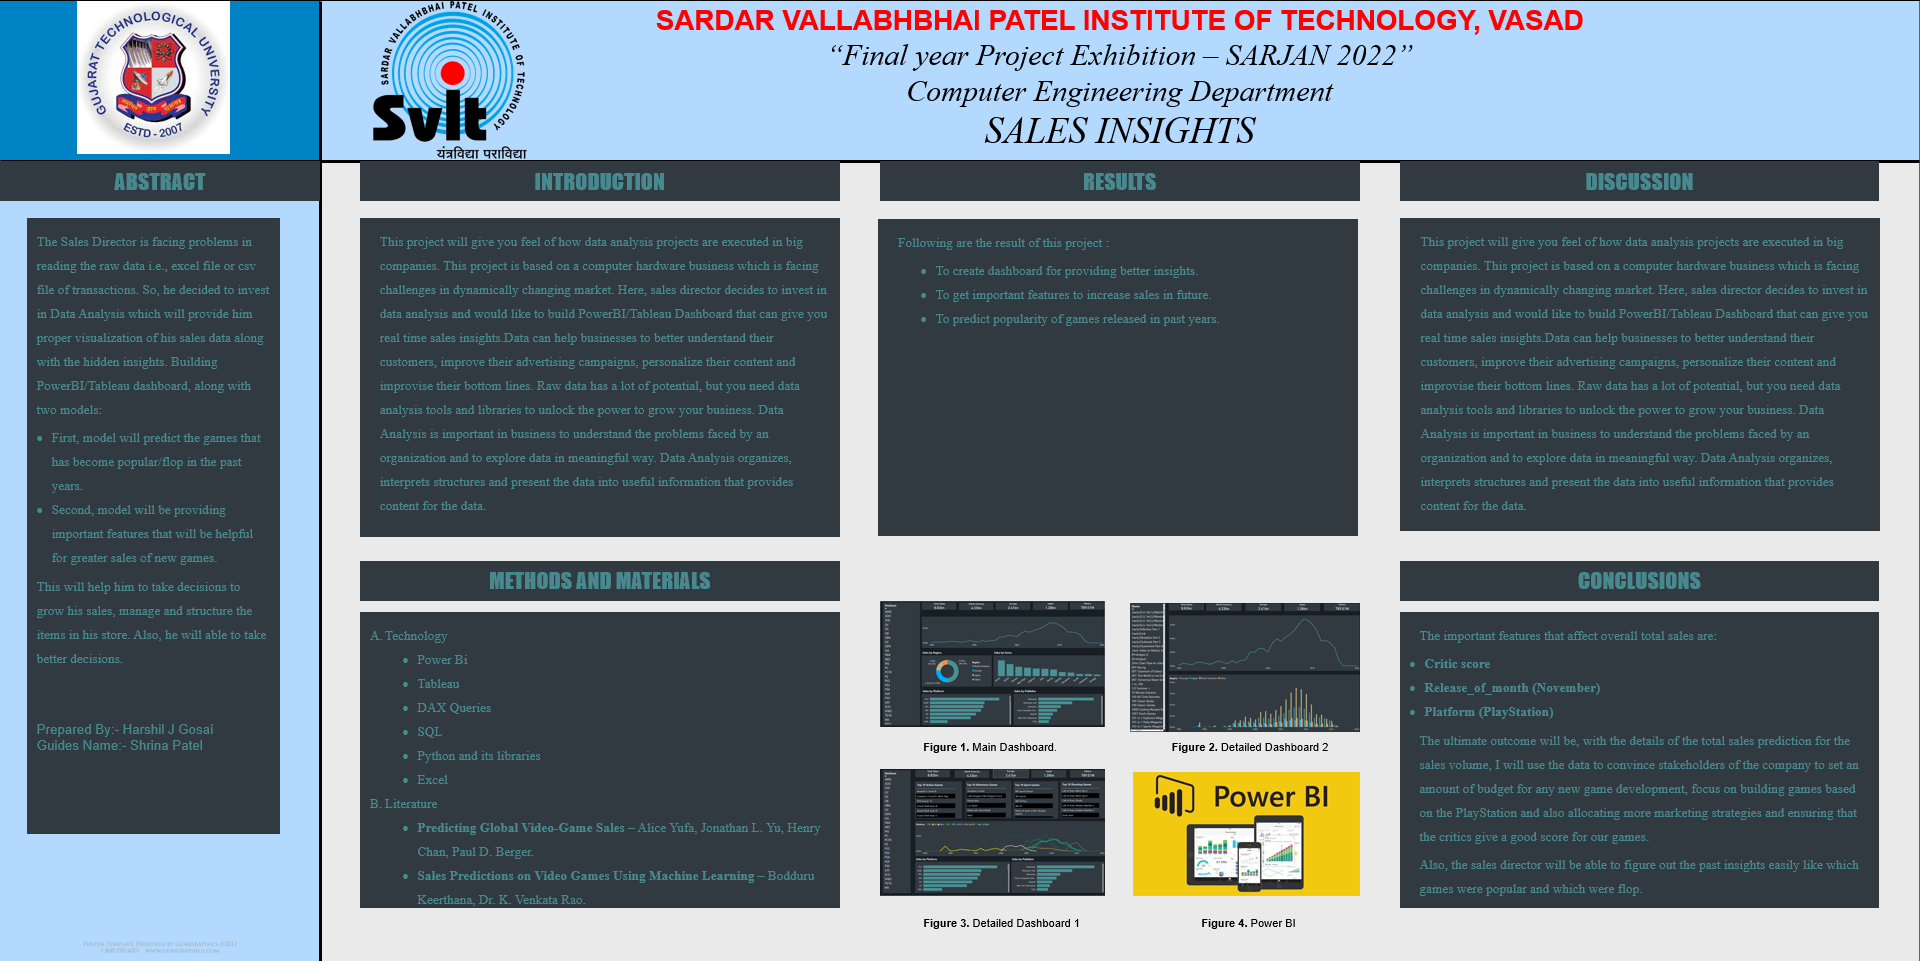 GUJARAT TECHNOLOGICAL UNIVERSITY
ESTD - 2007
SARDAR VALLABHBHAI PATEL INSTITUTE OF TECHNOLOGY
Svit
यंत्रविद्या पराविद्या
SARDAR VALLABHBHAI PATEL INSTITUTE OF TECHNOLOGY, VASAD
“Final year Project Exhibition – SARJAN 2022”
Computer Engineering Department
SALES INSIGHTS
ABSTRACT
The Sales Director is facing problems in
reading the raw data i.e., excel file or csv
file of transactions. So, he decided to invest
in Data Analysis which will provide him
proper visualization of his sales data along
with the hidden insights. Building
PowerBI/Tableau dashboard, along with
two models:
• First, model will predict the games that
has become popular/flop in the past
years.
• Second, model will be providing
important features that will be helpful
for greater sales of new games.
This will help him to take decisions to
grow his sales, manage and structure the
items in his store. Also, he will able to take
better decisions.
Prepared By:- Harshil J Gosai
Guides Name:- Shrina Patel
POSTER TEMPLATE DESIGNED BY GENIGRAPHICS ©2012
1.800.790.4001 WWW.GENIGRAPHICS.COM
INTRODUCTION
This project will give you feel of how data analysis projects are executed in big
companies. This project is based on a computer hardware business which is facing
challenges in dynamically changing market. Here, sales director decides to invest in
data analysis and would like to build PowerBI/Tableau Dashboard that can give you
real time sales insights.Data can help businesses to better understand their
customers, improve their advertising campaigns, personalize their content and
improvise their bottom lines. Raw data has a lot of potential, but you need data
analysis tools and libraries to unlock the power to grow your business. Data
Analysis is important in business to understand the problems faced by an
organization and to explore data in meaningful way. Data Analysis organizes,
interprets structures and present the data into useful information that provides
content for the data.
METHODS AND MATERIALS
A. Technology
• Power Bi
• Tableau
• DAX Queries
• SQL
• Python and its libraries
• Excel
B. Literature
• Predicting Global Video-Game Sales – Alice Yufa, Jonathan L. Yu, Henry
Chan, Paul D. Berger.
• Sales Predictions on Video Games Using Machine Learning – Bodduru
Keerthana, Dr. K. Venkata Rao.
RESULTS
Following are the result of this project :
• To create dashboard for providing better insights.
• To get important features to increase sales in future.
• To predict popularity of games released in past years.
Figure 1. Main Dashboard.
Figure 2. Detailed Dashboard 2
Power BI
Figure 3. Detailed Dashboard 1
Figure 4. Power BI
DISCUSSION
This project will give you feel of how data analysis projects are executed in big
companies. This project is based on a computer hardware business which is facing
challenges in dynamically changing market. Here, sales director decides to invest in
data analysis and would like to build PowerBI/Tableau Dashboard that can give you
real time sales insights.Data can help businesses to better understand their
customers, improve their advertising campaigns, personalize their content and
improvise their bottom lines. Raw data has a lot of potential, but you need data
analysis tools and libraries to unlock the power to grow your business. Data
Analysis is important in business to understand the problems faced by an
organization and to explore data in meaningful way. Data Analysis organizes,
interprets structures and present the data into useful information that provides
content for the data.
CONCLUSIONS
The important features that affect overall total sales are:
• Critic score
• Release_of_month (November)
• Platform (PlayStation)
The ultimate outcome will be, with the details of the total sales prediction for the
sales volume, I will use the data to convince stakeholders of the company to set an
amount of budget for any new game development, focus on building games based
on the PlayStation and also allocating more marketing strategies and ensuring that
the critics give a good score for our games.
Also, the sales director will be able to figure out the past insights easily like which
games were popular and which were flop.